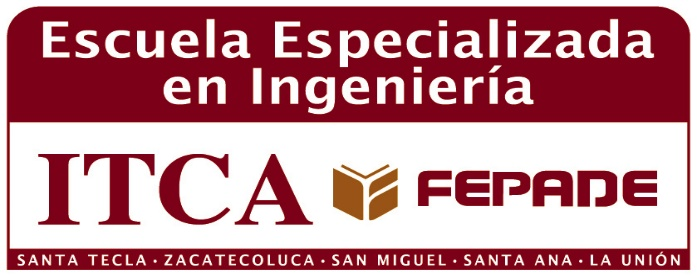 Escuela Especializada
en Ingeniería
ITCA FEPADE
SANTA TECLA · ZACATECOLUCA · SAN MIGUEL · SANTA ANA · LA UNIÓN